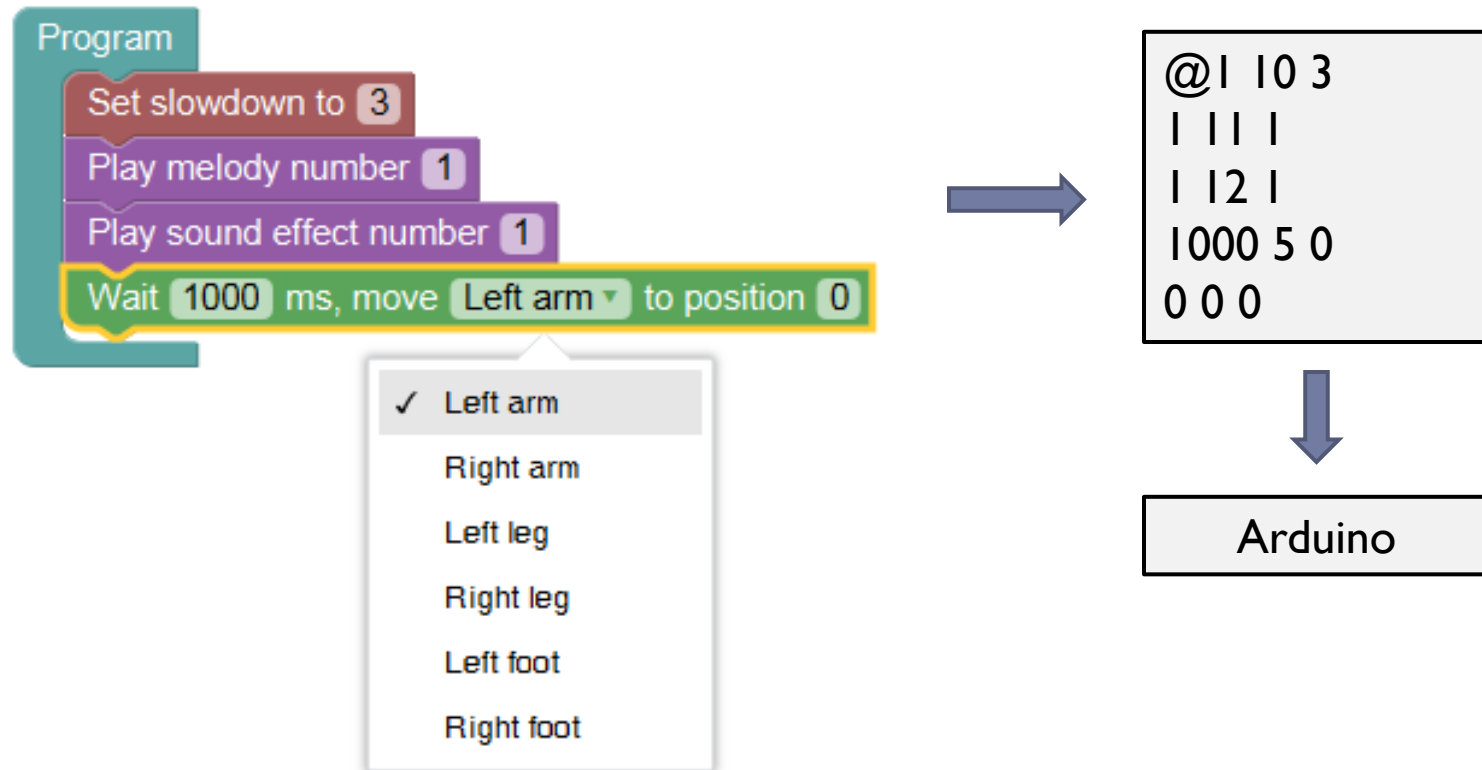 Program
Set slowdown to 3
Play melody number 1
Play sound effect number 1
Wait 1000 ms, move Left arm ▾ to position 0
✓ Left arm
Right arm
Left leg
Right leg
Left foot
Right foot
@1 10 3
1 11 1
1 12 1
1000 5 0
0 0 0
Arduino